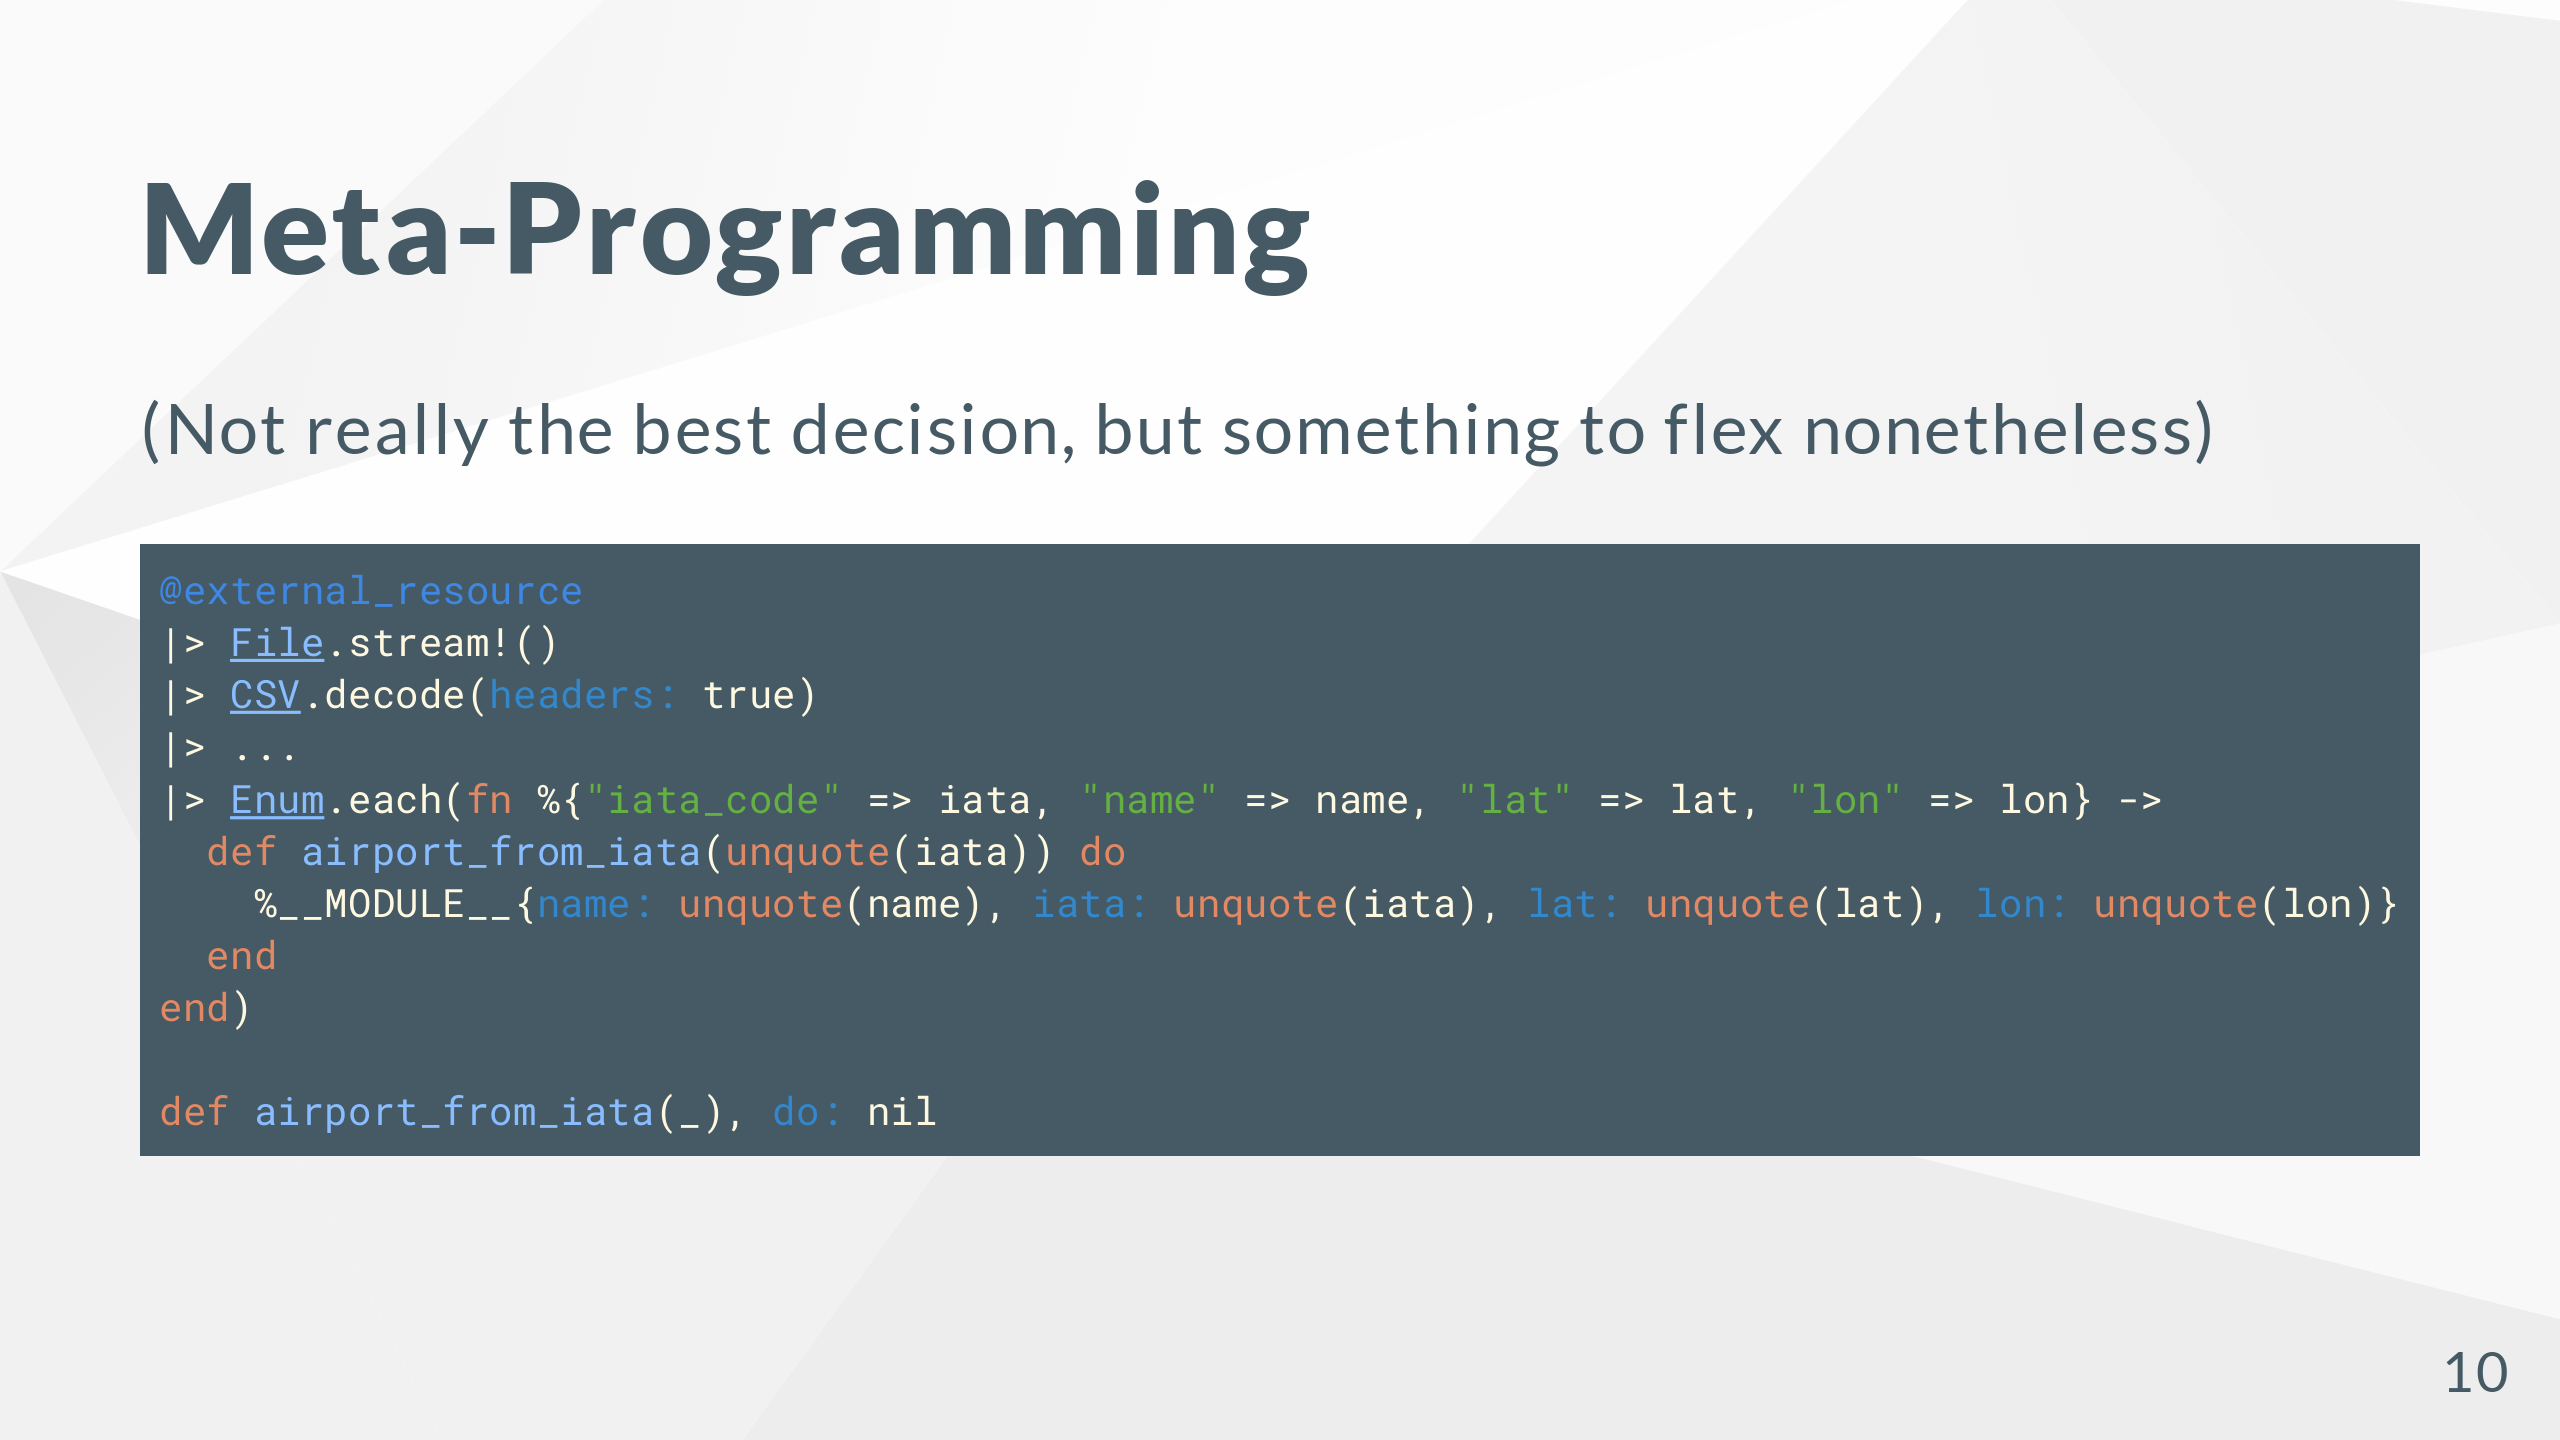 Meta-Programming
(Not really the best decision, but something to flex nonetheless)
@external_resource
|> File.stream!()
|> CSV.decode(headers: true)
|> ...
|> Enum.each(fn %{"iata_code" => iata, "name" => name, "lat" => lat, "lon" => lon} ->
  def airport_from_iata(unquote(iata)) do
    %__MODULE__{name: unquote(name), iata: unquote(iata), lat: unquote(lat), lon: unquote(lon)}
  end
end)
def airport_from_iata(_), do: nil
10